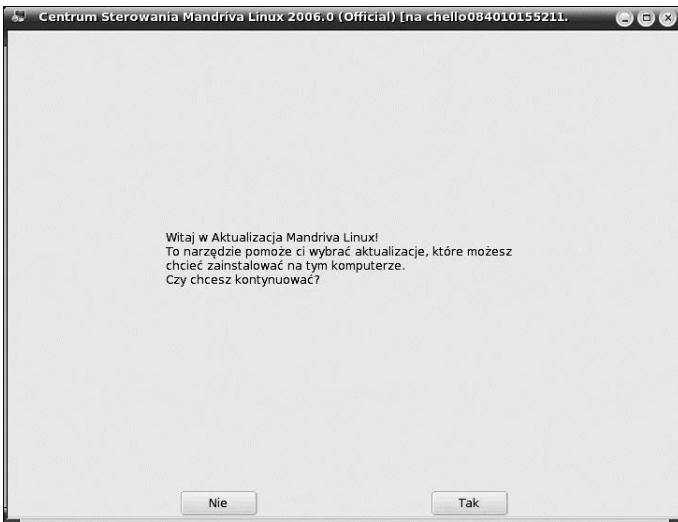 Centrum Sterowania Mandriva Linux 2006.0 (Official) [na chello084010155211.
Witaj w Aktualizacja Mandriva Linux!
To narzędzie pomoże ci wybrać aktualizacje, które możesz
chcieć zainstalować na tym komputerze.
Czy chcesz kontynuować?
Nie Tak